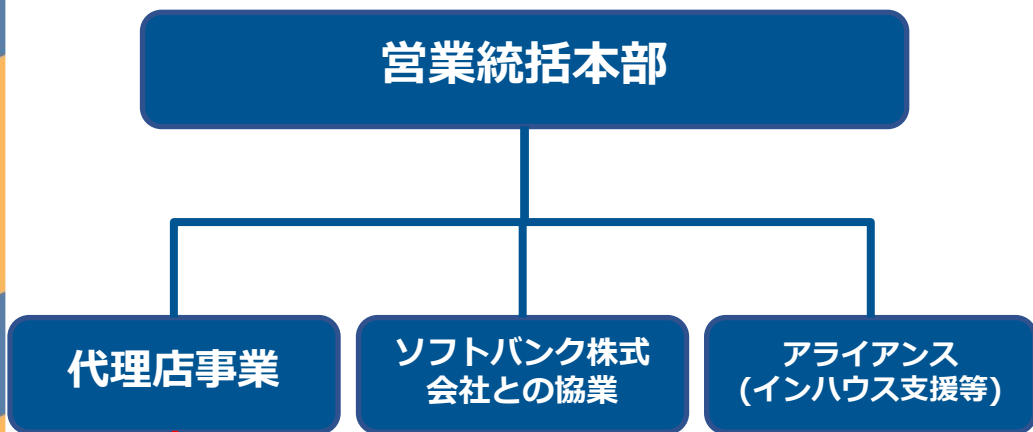 営業統括本部
代理店事業
ソフトバンク株式
会社との協業
アライアンス
(インハウス支援等)